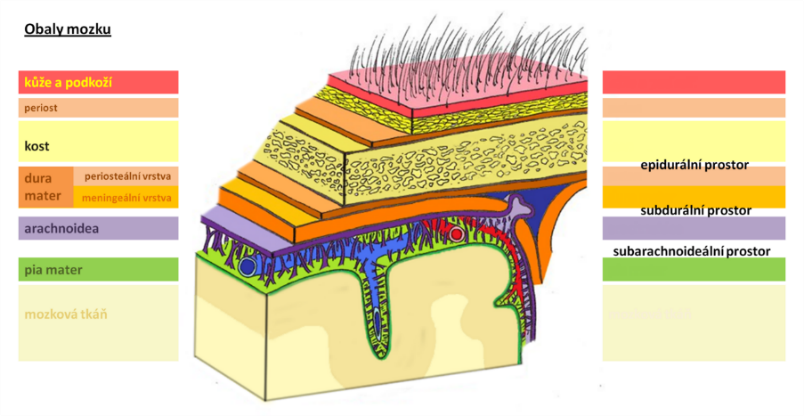 Obaly mozku
kůže a podkoží
periost
kost
dura mater
periosteální vrstva
meningeální vrstva
arachnoidea
pia mater
mozková tkáň
epidurální prostor
subdurální prostor
subarachnoideální prostor